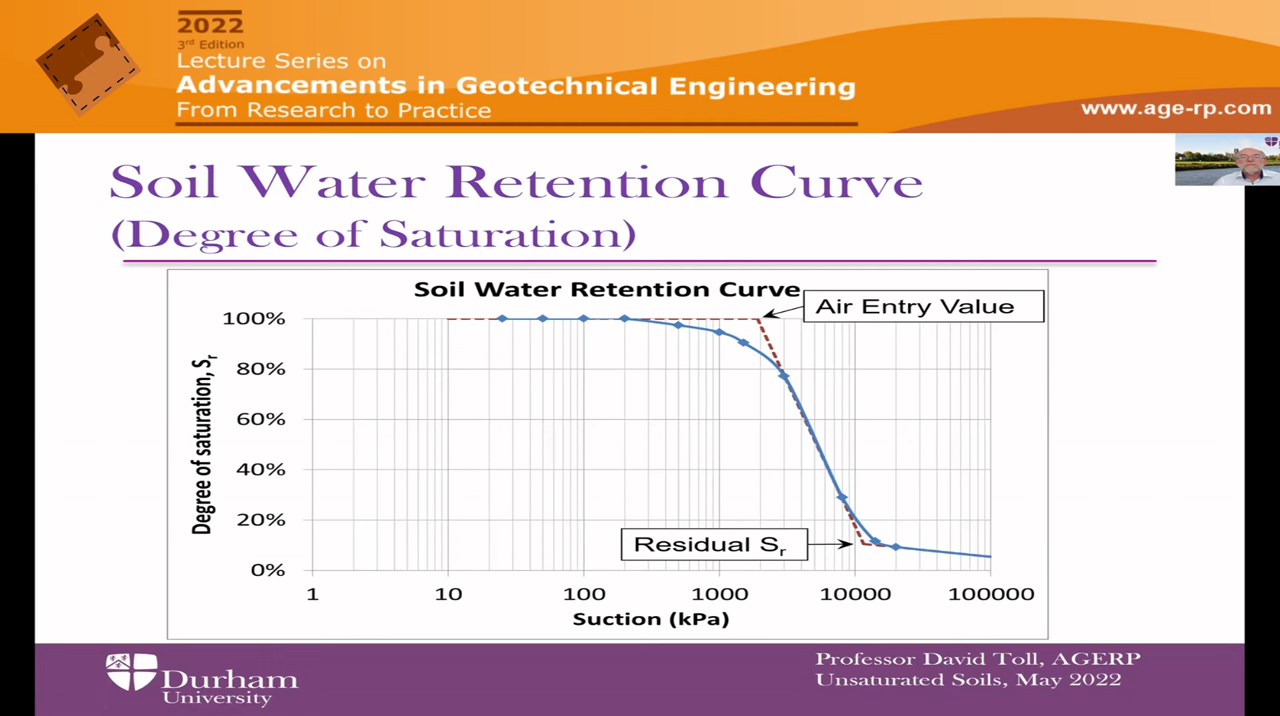 2022
3rd Edition
Lecture Series on
Advancements in Geotechnical Engineering
From Research to Practice
www.age-rp.com
Soil Water Retention Curve
(Degree of Saturation)
Soil Water Retention Curve
Air Entry Value
100%
80%
60%
40%
20%
0%
Degree of saturation, Sr
Residual Sr
1 10 100 1000 10000 100000
Suction (kPa)
Durham
University
Professor David Toll, AGERP
Unsaturated Soils, May 2022